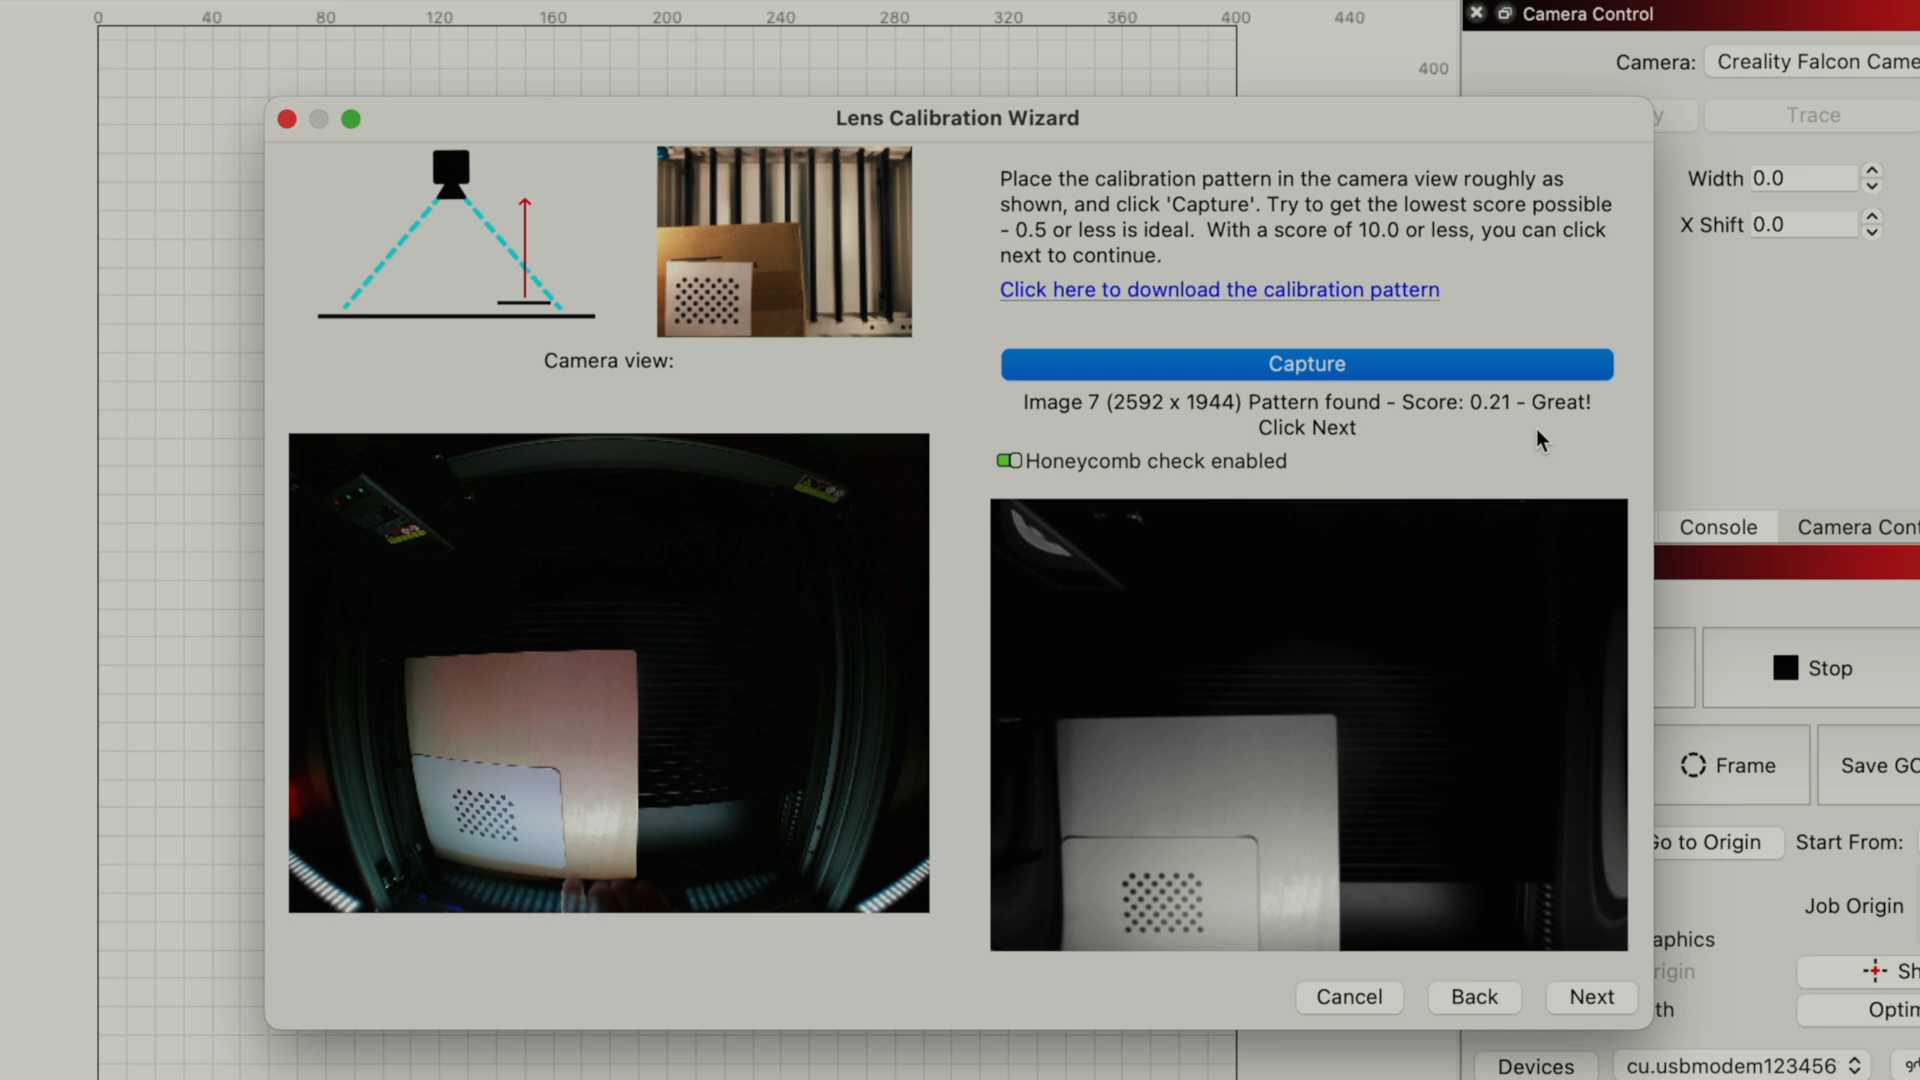 0 40 80 120 160 200 240 280 320 360 400 440
400
Camera Control
Camera: Creality Falcon Came
y Trace
Width 0.0
X Shift 0.0
Lens Calibration Wizard
Place the calibration pattern in the camera view roughly as
shown, and click 'Capture'. Try to get the lowest score possible
- 0.5 or less is ideal. With a score of 10.0 or less, you can click
next to continue.
Click here to download the calibration pattern
Camera view:
Capture
Image 7 (2592 x 1944) Pattern found - Score: 0.21 - Great!
Click Next
Honeycomb check enabled
Cancel Back Next
Console Camera Cont
Stop
Frame Save GC
Go to Origin Start From:
Job Origin
aphics
rigin Sh
th Optim
Devices cu.usbmodem123456